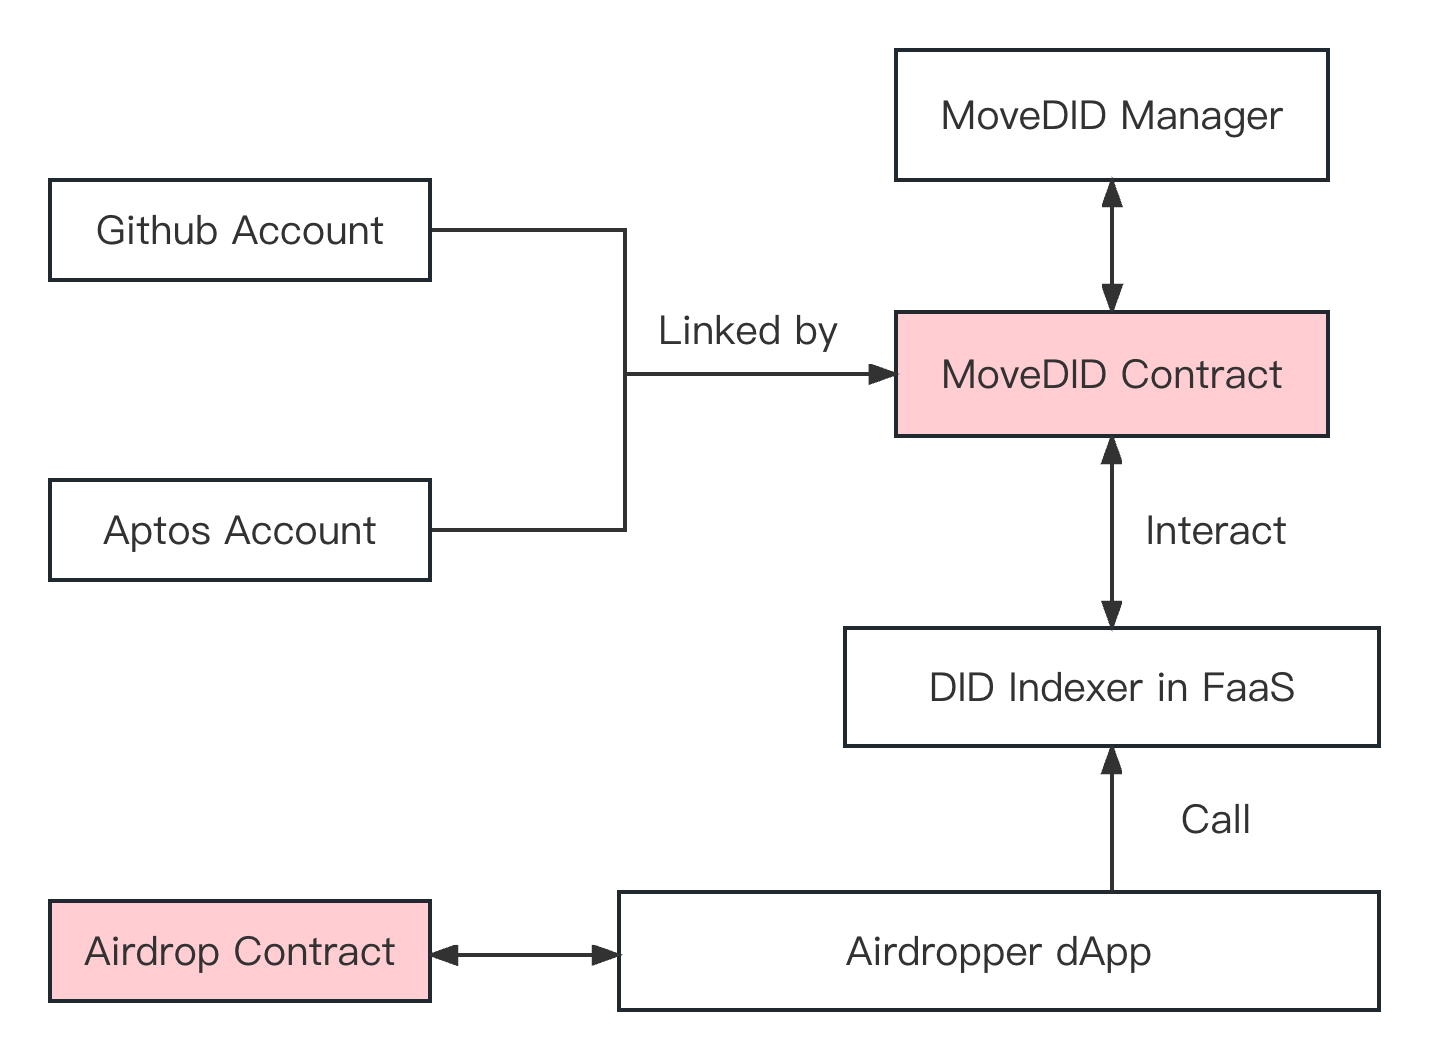 MoveDID Manager
Github Account
Linked by
MoveDID Contract
Aptos Account
Interact
DID Indexer in FaaS
Call
Airdrop Contract
Airdropper dApp